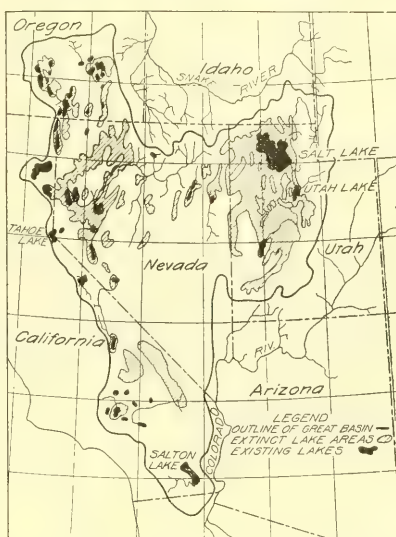 Oregon
Idaho
SNAKE RIVER
SALT LAKE
UTAH LAKE
TAHOE
LAKE
Nevada
Utah
California
RIV.
Arizona
COLORADO
SALTON
LAKE
LEGEND
OUTLINE OF GREAT BASIN
EXTINCT LAKE AREAS
EXISTING LAKES